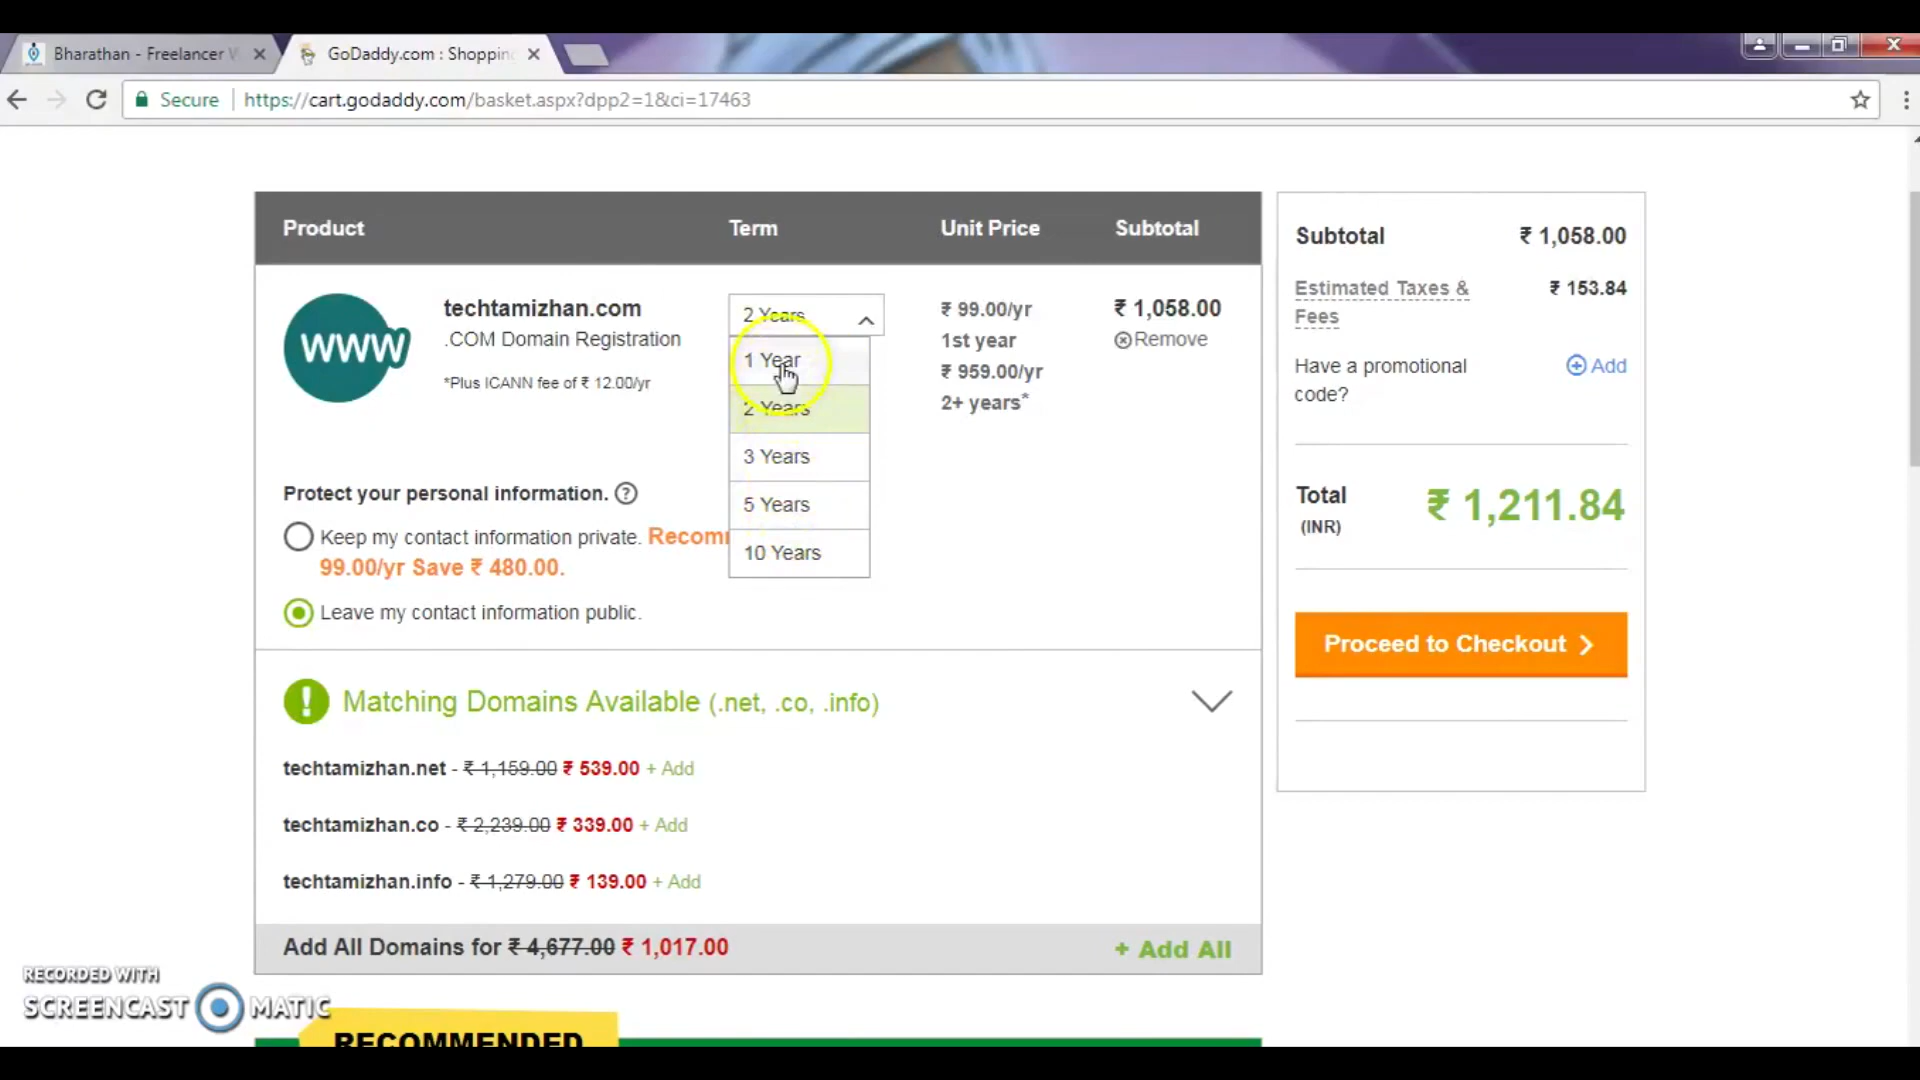 Bharathan - Freelancer W
GoDaddy.com : Shopping
Secure
https://cart.godaddy.com/basket.aspx?dpp2=1&ci=17463
Product
Term
Unit Price
Subtotal
www
techtamizhan.com
.COM Domain Registration
*Plus ICANN fee of ₹ 12.00/yr
2 Years
1 Year
2 Years
3 Years
5 Years
10 Years
₹ 99.00/yr
1st year
₹ 959.00/yr
2+ years*
₹ 1,058.00
Remove
Protect your personal information. ?
Keep my contact information private. Recom
99.00/yr Save ₹ 480.00.
Leave my contact information public.
! Matching Domains Available (.net, .co, .info)
techtamizhan.net - ₹ 1,159.00 ₹ 539.00 + Add
techtamizhan.co - ₹ 2,239.00 ₹ 339.00 + Add
techtamizhan.info - ₹ 1,279.00 ₹ 139.00 + Add
Add All Domains for ₹ 4,677.00 ₹ 1,017.00
+ Add All
Subtotal
₹ 1,058.00
Estimated Taxes &
Fees
₹ 153.84
Have a promotional
code?
Add
Total
(INR)
₹ 1,211.84
Proceed to Checkout
RECORDED WITH
SCREENCAST MATIC
RECOMMENDED